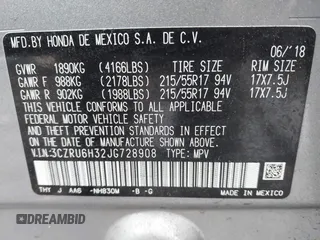 MFD.BY HONDA DE MEXICO S.A. DE C.V.
06/'18
GVWR 1890KG (4166LBS) TIRE SIZE RIM SIZE
GAWR F 988KG (2178LBS) 215/55R17 94V 17X7.5J
GAWR R 902KG (1988LBS) 215/55R17 94V 17X7.5J
THIS VEHICLE CONFORMS TO ALL APPLICABLE
FEDERAL MOTOR VEHICLE SAFETY AND THEFT
PREVENTION STANDARDS IN EFFECT ON THE DATE OF
MANUFACTURE SHOWN ABOVE.
V.I.N:3CZRU6H32JG728908 TYPE: MPV
THY J AA6 -NH830M -B -G
MADE IN
MEXICO
DREAMBID